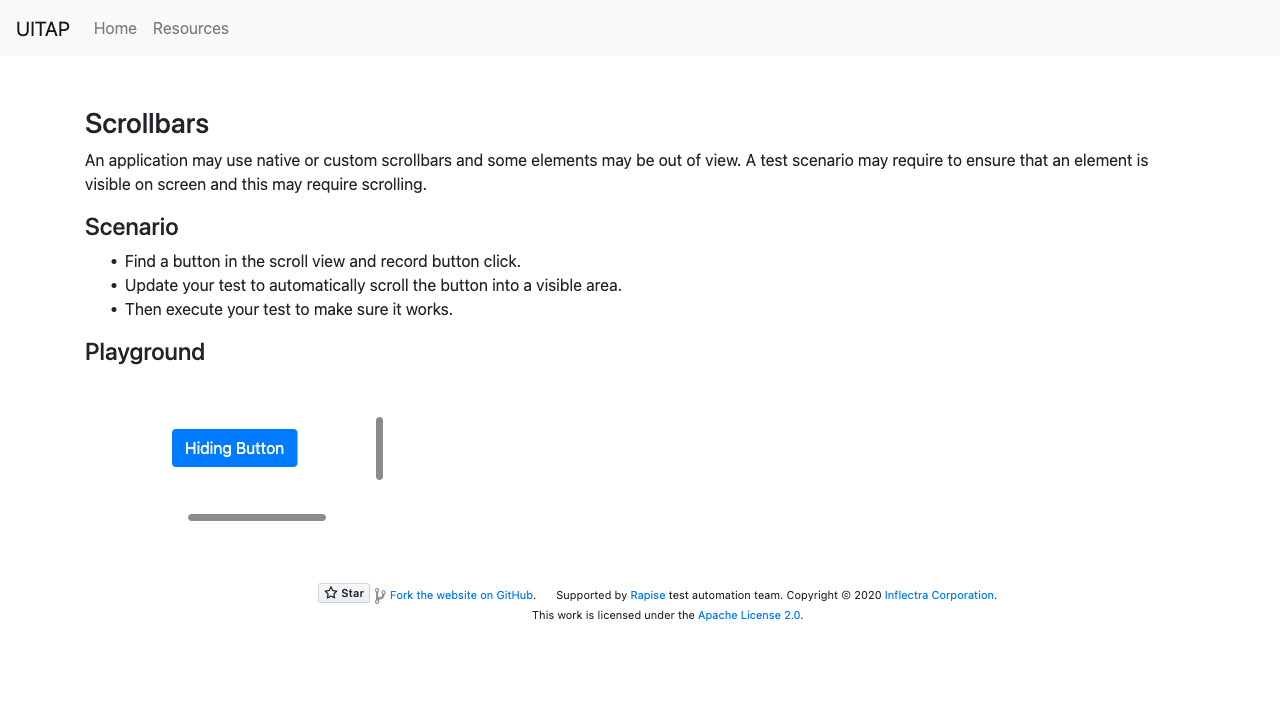 UITAP Home Resources
Scrollbars
An application may use native or custom scrollbars and some elements may be out of view. A test scenario may require to ensure that an element is
visible on screen and this may require scrolling.
Scenario
• Find a button in the scroll view and record button click.
• Update your test to automatically scroll the button into a visible area.
• Then execute your test to make sure it works.
Playground
Hiding Button
Star Fork the website on GitHub. Supported by Rapise test automation team. Copyright © 2020 Inflectra Corporation.
This work is licensed under the Apache License 2.0.